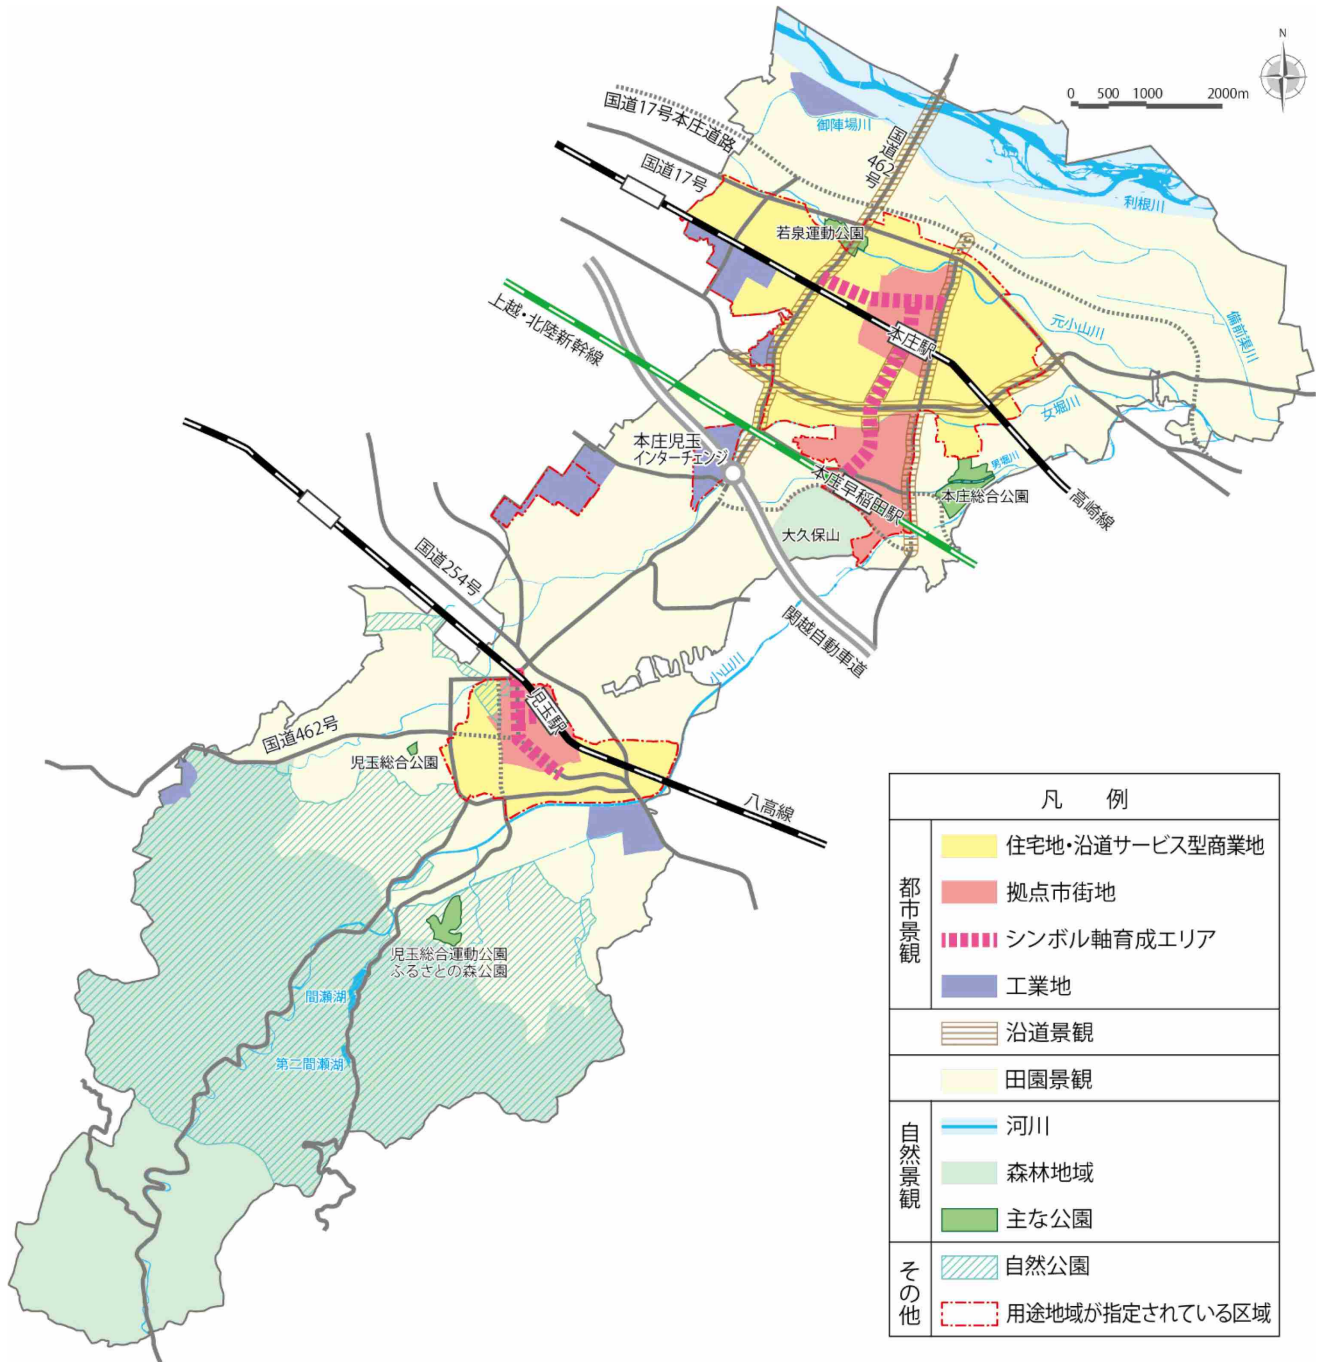 N
0 500 1000 2000m
国道17号本庄道路
御陣場川
国道462号
国道17号
利根川
若泉運動公園
上越・北陸新幹線
本庄駅
元小山川
備前渠川
女堀川
本庄児玉
インターチェンジ
男堀川
本庄早稲田駅
本庄総合公園
高崎線
大久保山
国道254号
関越自動車道
小山川
児玉駅
国道462号
児玉総合公園
八高線
児玉総合運動公園
ふるさとの森公園
間瀬湖
第二間瀬湖
凡 例
都市景観
住宅地・沿道サービス型商業地
拠点市街地
シンボル軸育成エリア
工業地
沿道景観
田園景観
自然景観
河川
森林地域
主な公園
その他
自然公園
用途地域が指定されている区域